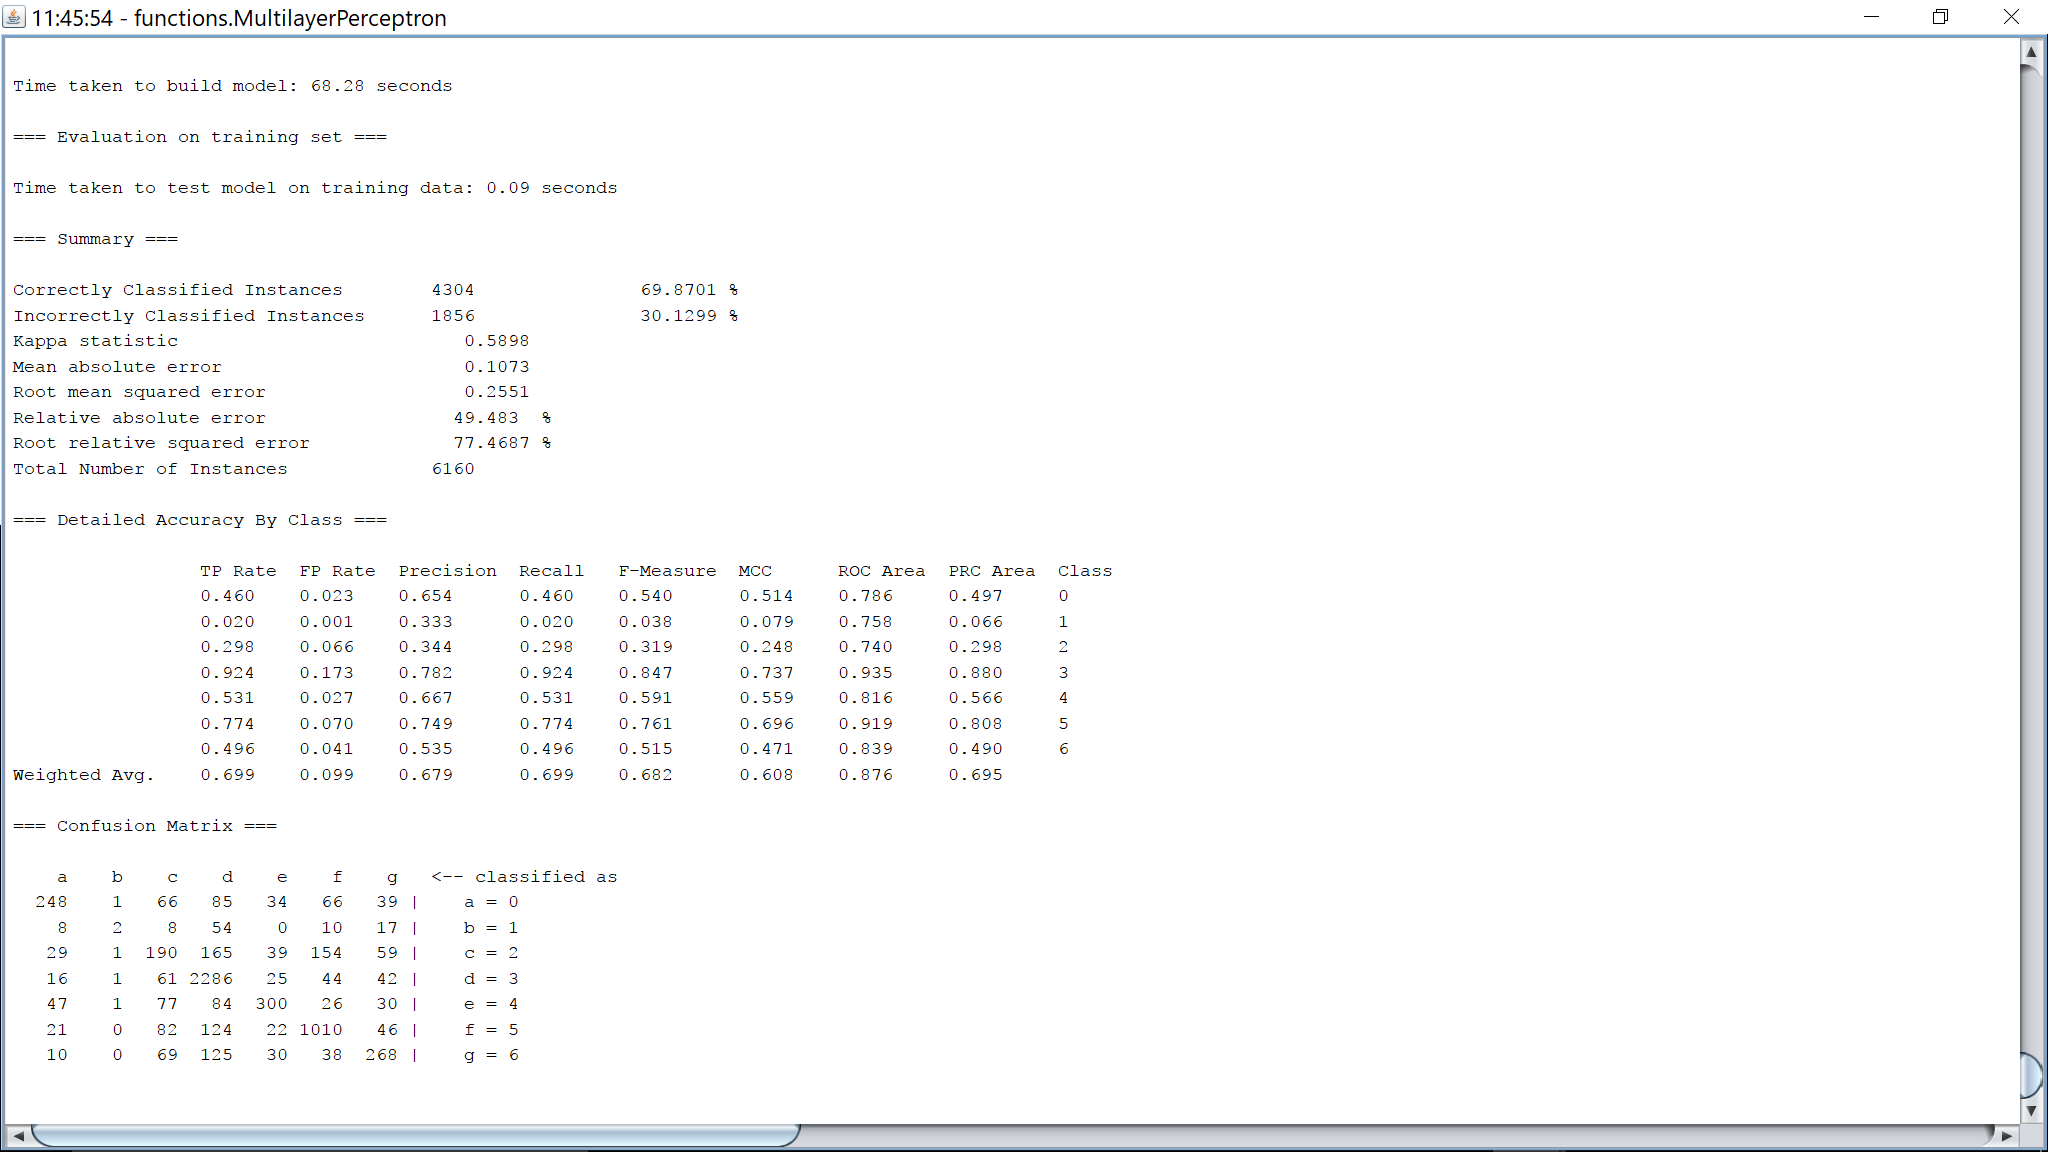 11:45:54 - functions.MultilayerPerceptron
Time taken to build model: 68.28 seconds
=== Evaluation on training set ===
Time taken to test model on training data: 0.09 seconds
=== Summary ===
Correctly Classified Instances 4304 69.8701 %
Incorrectly Classified Instances 1856 30.1299 %
Kappa statistic 0.5898
Mean absolute error 0.1073
Root mean squared error 0.2551
Relative absolute error 49.483 %
Root relative squared error 77.4687 %
Total Number of Instances 6160
=== Detailed Accuracy By Class ===
TP Rate FP Rate Precision Recall F-Measure MCC ROC Area PRC Area Class
0.460 0.023 0.654 0.460 0.540 0.514 0.786 0.497 0
0.020 0.001 0.333 0.020 0.038 0.079 0.758 0.066 1
0.298 0.066 0.344 0.298 0.319 0.248 0.740 0.298 2
0.924 0.173 0.782 0.924 0.847 0.737 0.935 0.880 3
0.531 0.027 0.667 0.531 0.591 0.559 0.816 0.566 4
0.774 0.070 0.749 0.774 0.761 0.696 0.919 0.808 5
0.496 0.041 0.535 0.496 0.515 0.471 0.839 0.490 6
Weighted Avg. 0.699 0.099 0.679 0.699 0.682 0.608 0.876 0.695
=== Confusion Matrix ===
a b c d e f g <-- classified as
248 1 66 85 34 66 39 | a = 0
8 2 8 54 0 10 17 | b = 1
29 1 190 165 39 154 59 | c = 2
16 1 61 2286 25 44 42 | d = 3
47 1 77 84 300 26 30 | e = 4
21 0 82 124 22 1010 46 | f = 5
10 0 69 125 30 38 268 | g = 6